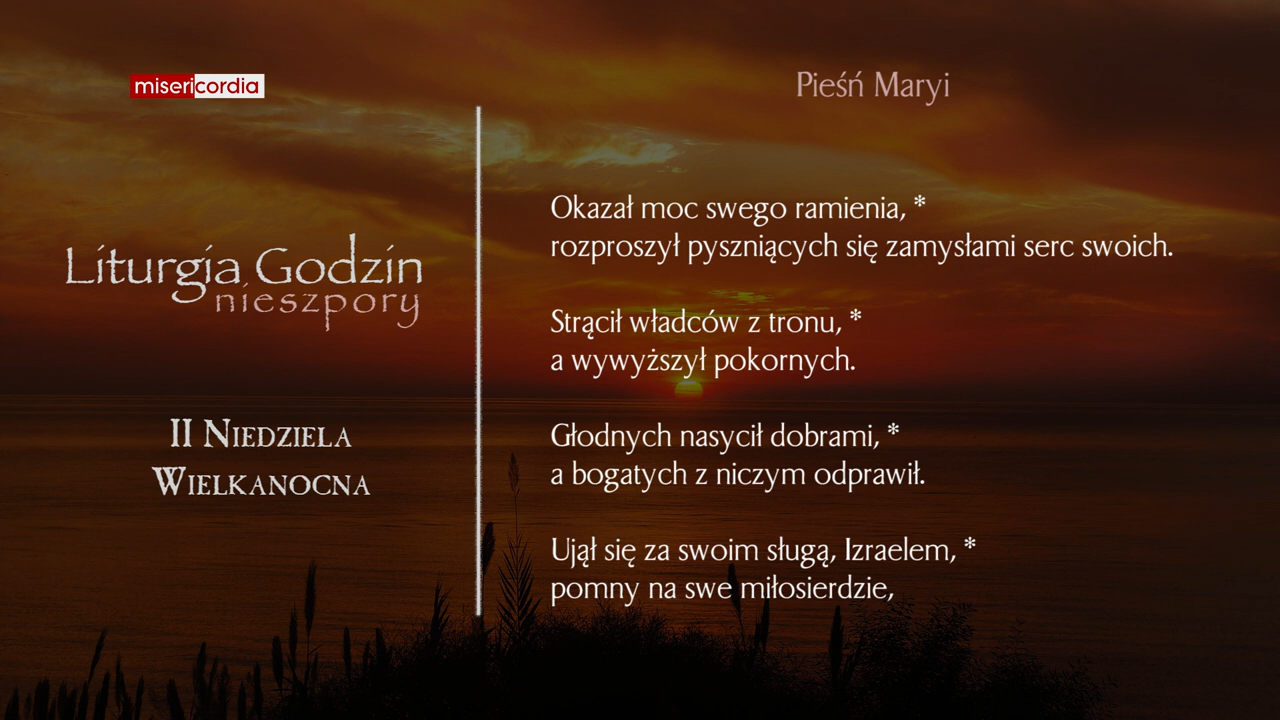 misericordia
Liturgia Godzin
nieszpory
II Niedziela
Wielkanocna
Pieśń Maryi
Okazał moc swego ramienia, *
rozproszył pyszniących się zamysłami serc swoich.
Strącił władców z tronu, *
a wywyższył pokornych.
Głodnych nasycił dobrami, *
a bogatych z niczym odprawił.
Ujął się za swoim sługą, Izraelem, *
pomny na swe miłosierdzie,